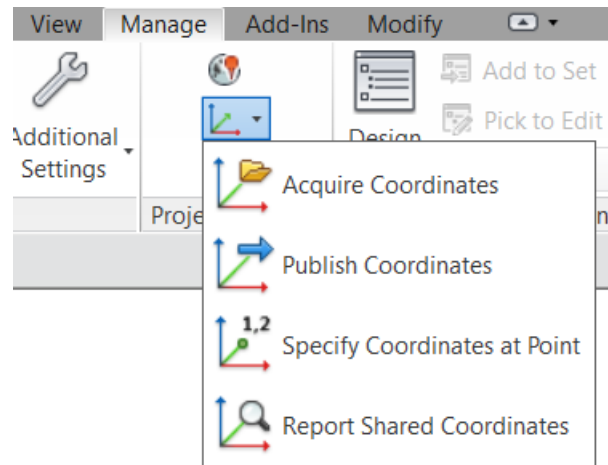 View Manage Add-Ins Modify
Additional
Settings
Design
Add to Set
Pick to Edit
Proje
Acquire Coordinates
Publish Coordinates
1,2
Specify Coordinates at Point
Report Shared Coordinates